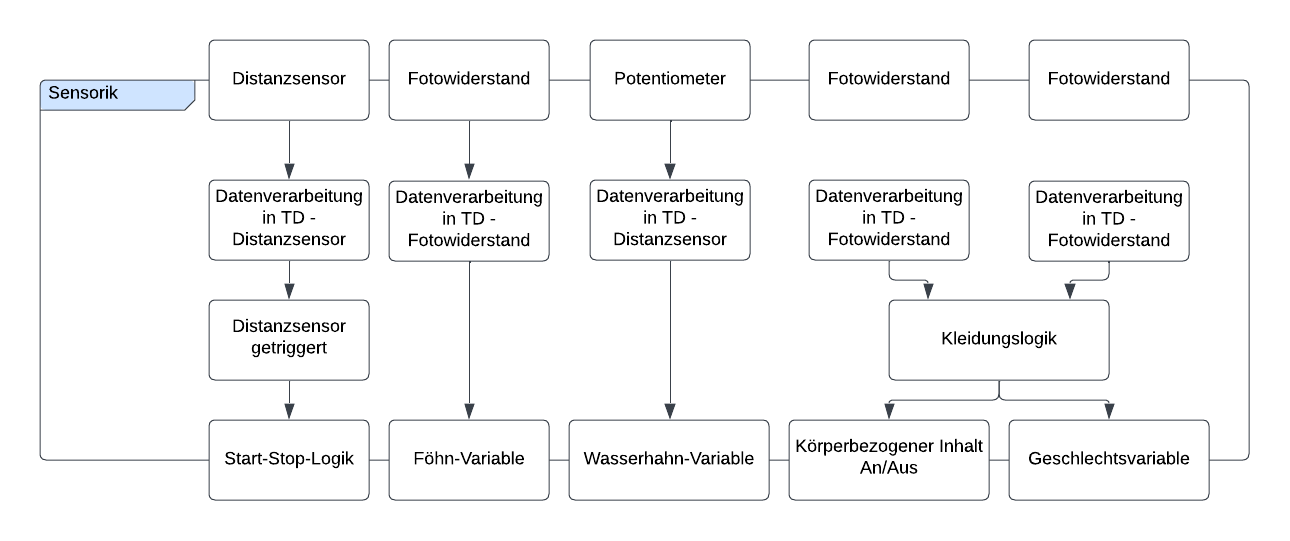 Sensorik
Distanzsensor
Fotowiderstand
Potentiometer
Fotowiderstand
Fotowiderstand
Datenverarbeitung
in TD -
Distanzsensor
Datenverarbeitung
in TD -
Fotowiderstand
Datenverarbeitung
in TD -
Distanzsensor
Datenverarbeitung
in TD -
Fotowiderstand
Datenverarbeitung
in TD -
Fotowiderstand
Distanzsensor
getriggert
Kleidungslogik
Start-Stop-Logik
Föhn-Variable
Wasserhahn-Variable
Körperbezogener Inhalt
An/Aus
Geschlechtsvariable